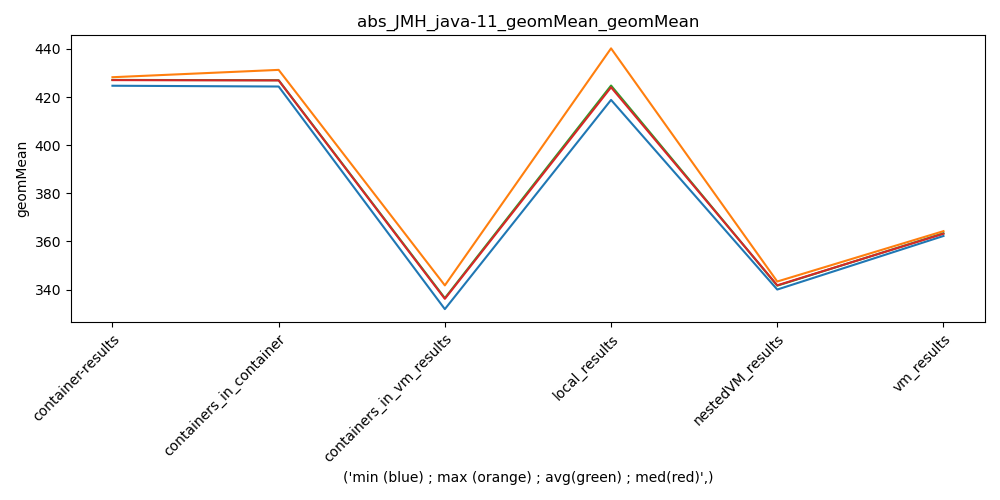 abs_JMH_java-11_geomMean_geomMean
geomMean
440
420
400
380
360
340
container-results
containers_in_container
containers_in_vm_results
local_results
nestedVM_results
vm_results
('min (blue) ; max (orange) ; avg(green) ; med(red)',)